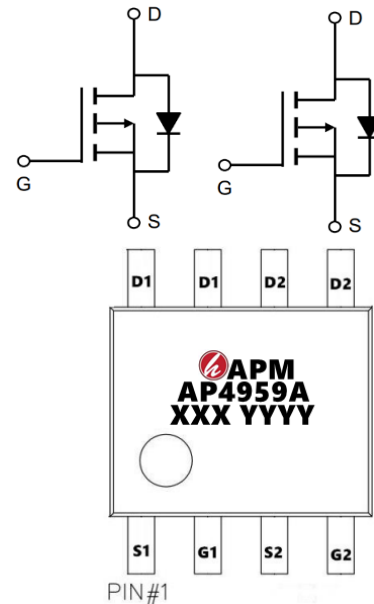 D D
G G
S S
D1 D1 D2 D2
APM
AP4959A
XXX YYYY
S1 G1 S2 G2
PIN#1